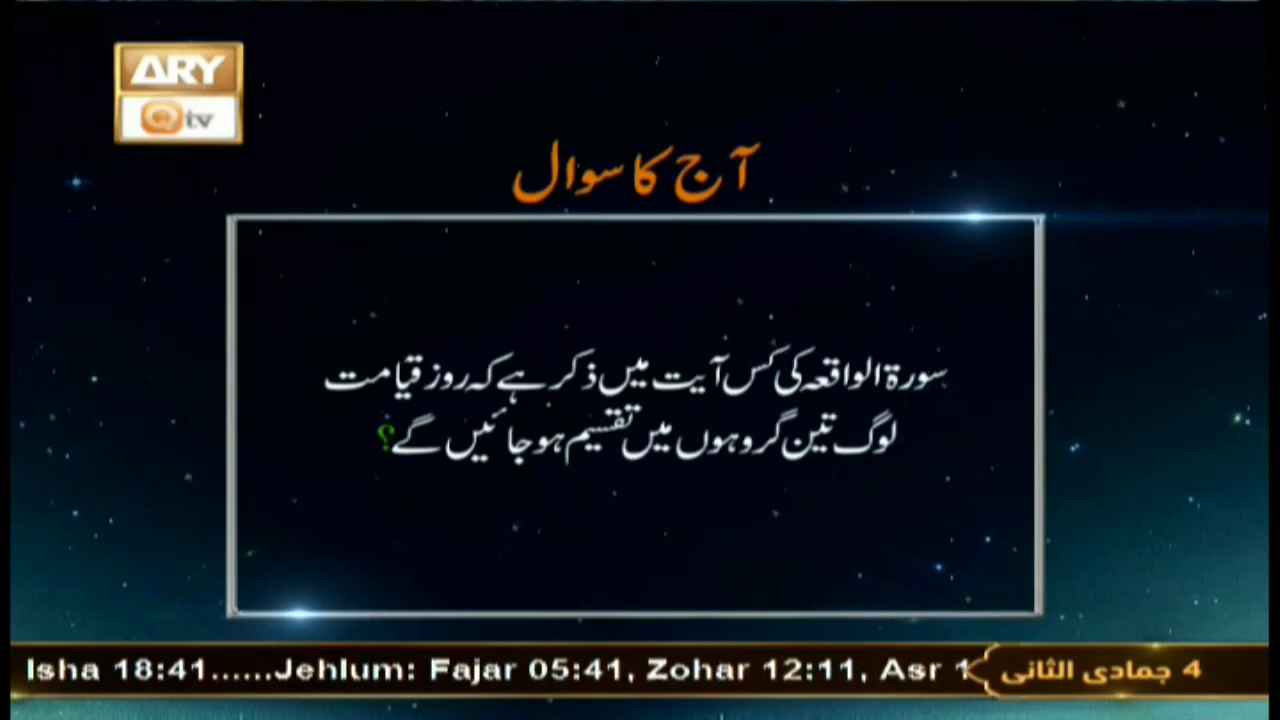 ARY
Qtv
آج کا سوال
سورۃ الواقعہ کی کس آیت میں ذکر ہے کہ روز قیامت
لوگ تین گروہوں میں تقسیم ہو جائیں گے؟
Isha 18:41......Jehlum: Fajar 05:41, Zohar 12:11, Asr 1
4 جمادی الثانی